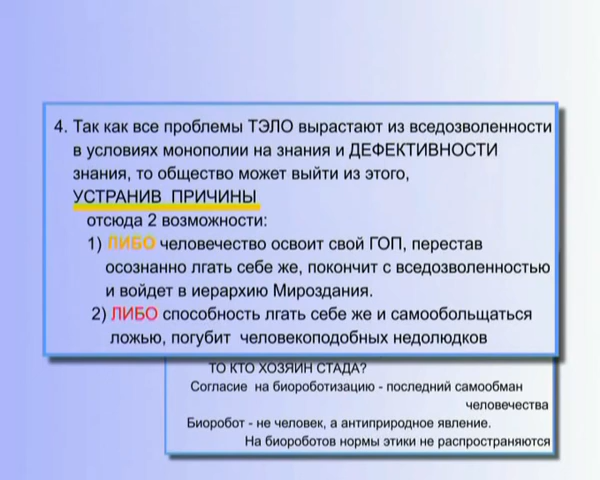 4. Так как все проблемы ТЭЛО вырастают из вседозволенности
в условиях монополии на знания и ДЕФЕКТИВНОСТИ
знания, то общество может выйти из этого,
УСТРАНИВ ПРИЧИНЫ
отсюда 2 возможности:
1) ЛИБО человечество освоит свой ГОП, перестав
осознанно лгать себе же, покончит с вседозволенностью
и войдет в иерархию Мироздания.
2) ЛИБО способность лгать себе же и самообольщаться
ложью, погубит человекоподобных недолюдков
ТО КТО ХОЗЯИН СТАДА?
Согласие на биороботизацию - последний самообман
человечества
Биоробот - не человек, а антиприродное явление.
На биороботов нормы этики не распространяются